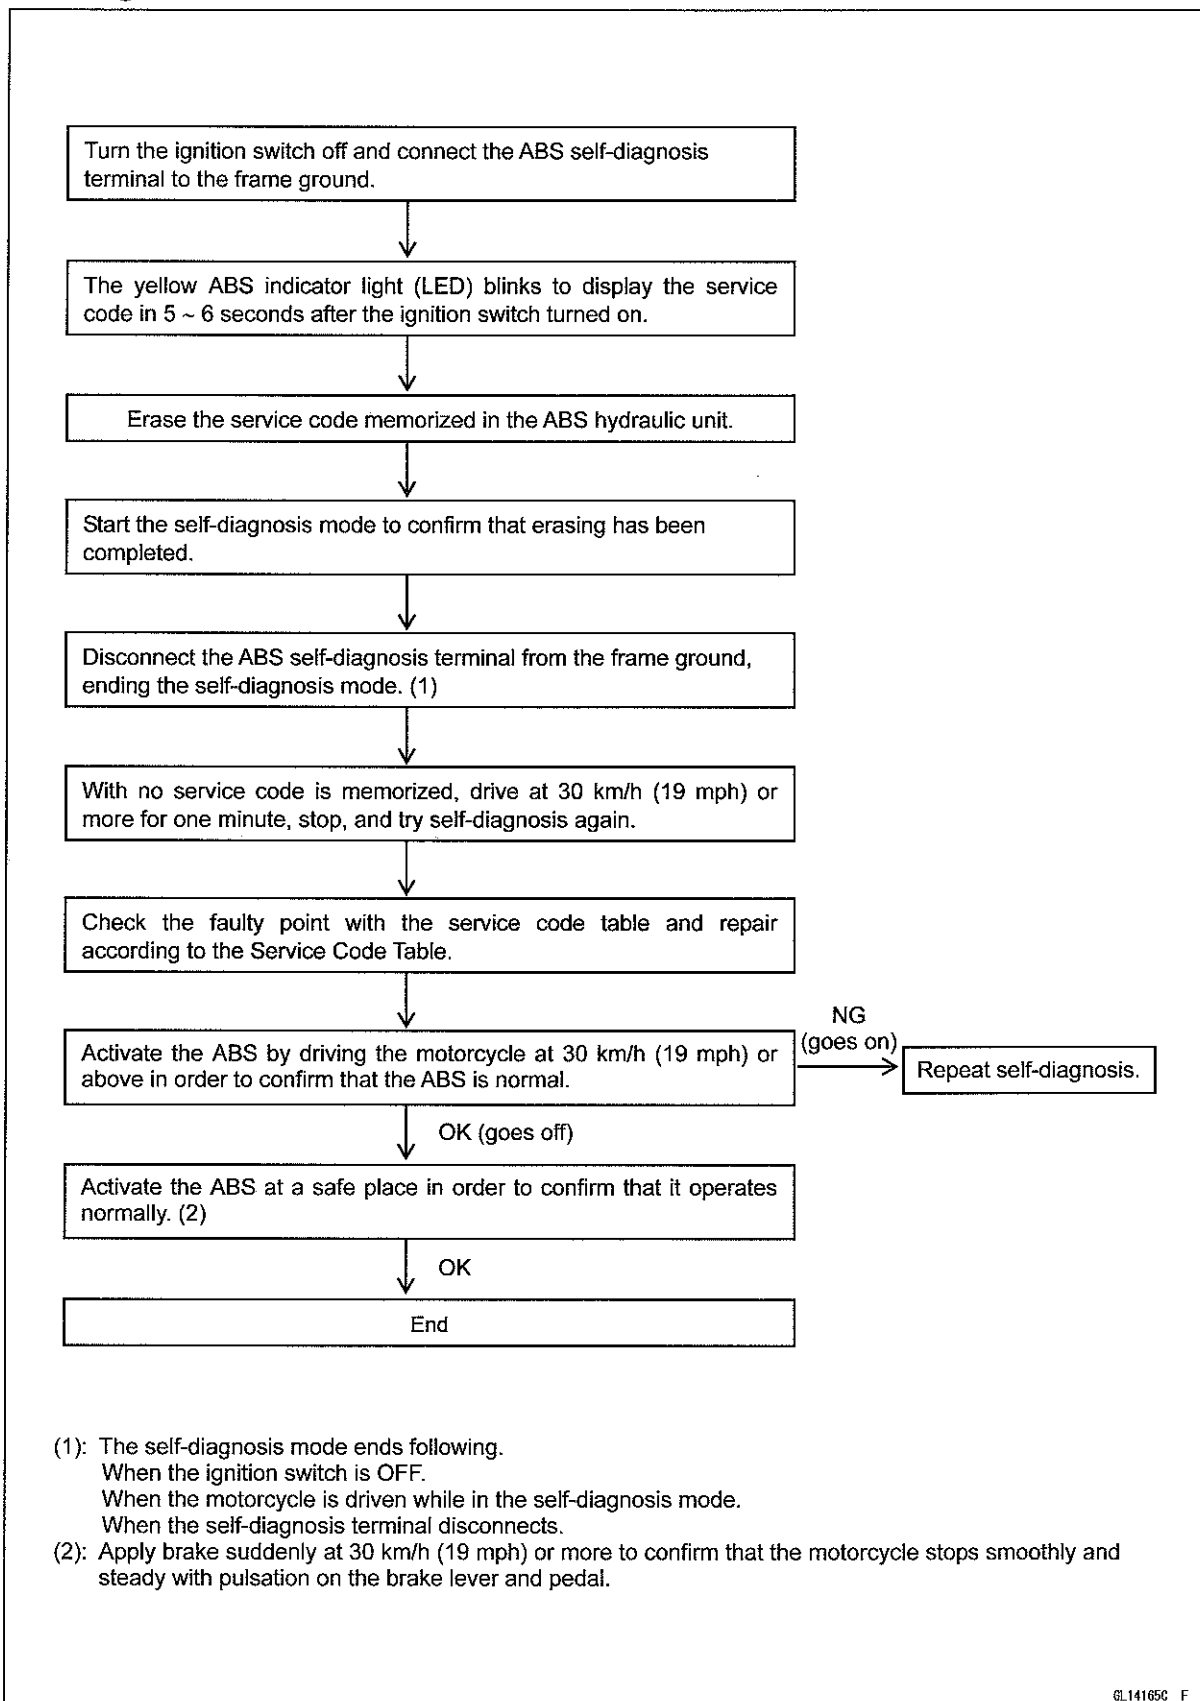 Turn the ignition switch off and connect the ABS self-diagnosis
terminal to the frame ground.
The yellow ABS indicator light (LED) blinks to display the service
code in 5 ~ 6 seconds after the ignition switch turned on.
Erase the service code memorized in the ABS hydraulic unit.
Start the self-diagnosis mode to confirm that erasing has been
completed.
Disconnect the ABS self-diagnosis terminal from the frame ground,
ending the self-diagnosis mode. (1)
With no service code is memorized, drive at 30 km/h (19 mph) or
more for one minute, stop, and try self-diagnosis again.
Check the faulty point with the service code table and repair
according to the Service Code Table.
Activate the ABS by driving the motorcycle at 30 km/h (19 mph) or
above in order to confirm that the ABS is normal.
NG
(goes on)
Repeat self-diagnosis.
OK (goes off)
Activate the ABS at a safe place in order to confirm that it operates
normally. (2)
OK
End
(1): The self-diagnosis mode ends following.
When the ignition switch is OFF.
When the motorcycle is driven while in the self-diagnosis mode.
When the self-diagnosis terminal disconnects.
(2): Apply brake suddenly at 30 km/h (19 mph) or more to confirm that the motorcycle stops smoothly and
steady with pulsation on the brake lever and pedal.
GL14165C F